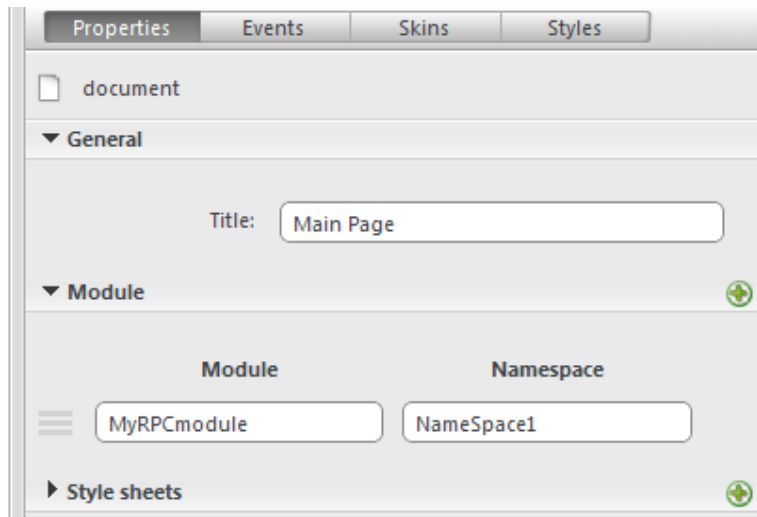 Properties Events Skins Styles
document
General
Title: Main Page
Module
Module Namespace
MyRPCmodule NameSpace1
Style sheets